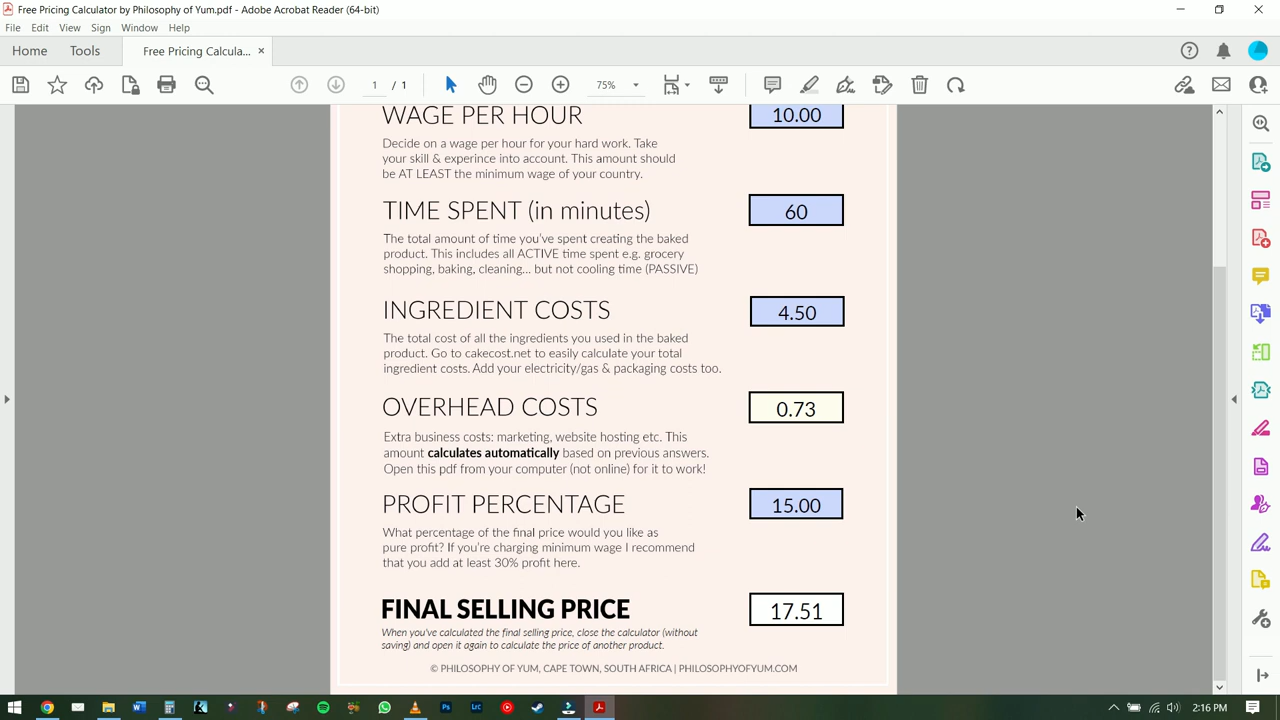 Free Pricing Calculator by Philosophy of Yum.pdf - Adobe Acrobat Reader (64-bit)
File Edit View Sign Window Help
Home Tools Free Pricing Calcula... ×
1 / 1 75%
WAGE PER HOUR 10.00
Decide on a wage per hour for your hard work. Take
your skill & experince into account. This amount should
be AT LEAST the minimum wage of your country.
TIME SPENT (in minutes) 60
The total amount of time you've spent creating the baked
product. This includes all ACTIVE time spent e.g. grocery
shopping, baking, cleaning... but not cooling time (PASSIVE)
INGREDIENT COSTS 4.50
The total cost of all the ingredients you used in the baked
product. Go to cakecost.net to easily calculate your total
ingredient costs. Add your electricity/gas & packaging costs too.
OVERHEAD COSTS 0.73
Extra business costs: marketing, website hosting etc. This
amount calculates automatically based on previous answers.
Open this pdf from your computer (not online) for it to work!
PROFIT PERCENTAGE 15.00
What percentage of the final price would you like as
pure profit? If you're charging minimum wage I recommend
that you add at least 30% profit here.
FINAL SELLING PRICE 17.51
When you've calculated the final selling price, close the calculator (without
saving) and open it again to calculate the price of another product.
© PHILOSOPHY OF YUM, CAPE TOWN, SOUTH AFRICA | PHILOSOPHYOFYUM.COM
Ps Lrc 2:16 PM